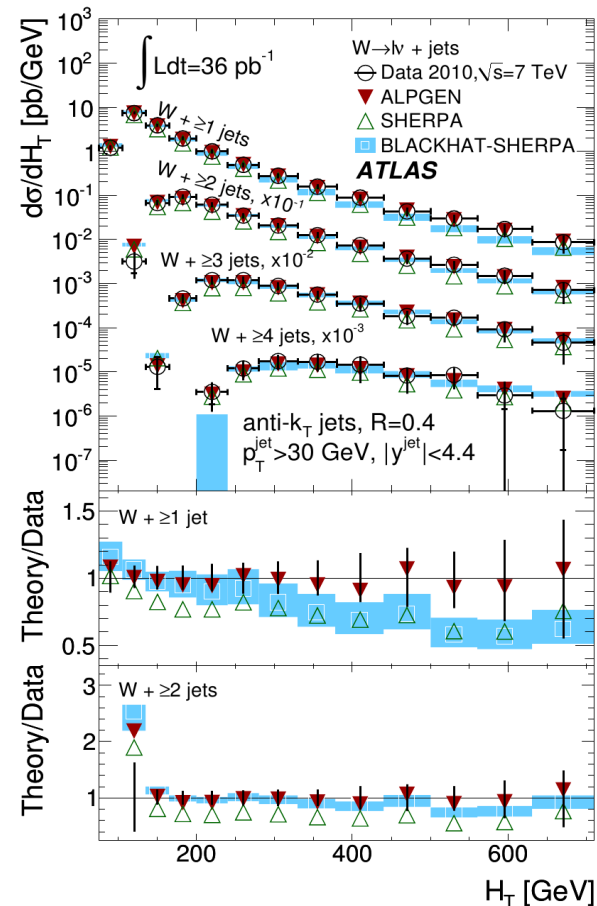 dσ/dH_T [pb/GeV]
10³
10²
10
1
10⁻¹
10⁻²
10⁻³
10⁻⁴
10⁻⁵
10⁻⁶
10⁻⁷
∫ Ldt=36 pb⁻¹
W→lν + jets
Data 2010,√s=7 TeV
ALPGEN
SHERPA
BLACKHAT-SHERPA
ATLAS
W + ≥1 jets
W + ≥2 jets, x10⁻¹
W + ≥3 jets, x10⁻²
W + ≥4 jets, x10⁻³
anti-k_T jets, R=0.4
p_T^jet>30 GeV, |y^jet|<4.4
Theory/Data
1.5
1
0.5
W + ≥1 jet
Theory/Data
3
2
1
W + ≥2 jets
200 400 600
H_T [GeV]